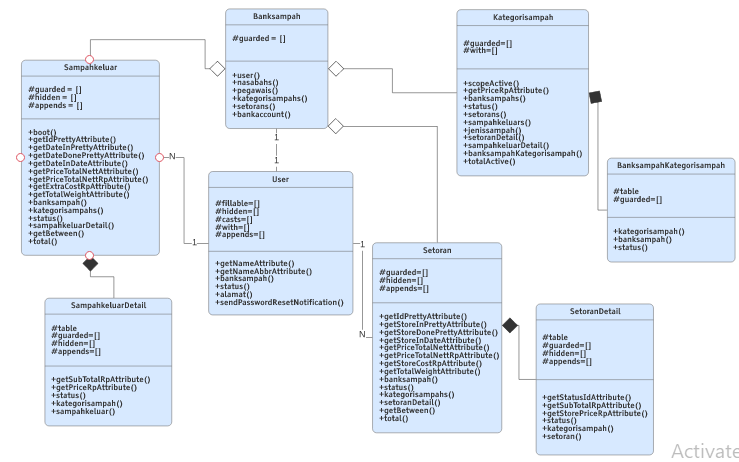 Banksampah
#guarded = []
+user()
+nasabahs()
+pegawais()
+kategorisampahs()
+setorans()
+bankaccount()
Kategorisampah
#guarded=[]
#with=[]
+scopeActive()
+getPriceRpAttribute()
+banksampahs()
+status()
+setorans()
+sampahkeluars()
+jenissampah()
+setoranDetail()
+sampahkeluarDetail()
+banksampahKategorisampah()
+totalActive()
Sampahkeluar
#guarded = []
#hidden = []
#appends = []
+boot()
+getIdPrettyAttribute()
+getDateInPrettyAttribute()
+getDateDonePrettyAttribute()
+getDateInDateAttribute()
+getPriceTotalNettAttribute()
+getPriceTotalNettRpAttribute()
+getExtraCostRpAttribute()
+getTotalWeightAttribute()
+banksampah()
+kategorisampahs()
+status()
+sampahkeluarDetail()
+getBetween()
+total()
1
1
N
1
BanksampahKategorisampah
#table
#guarded=[]
+kategorisampah()
+banksampah()
+status()
User
#fillable=[]
#hidden=[]
#casts=[]
#with=[]
#appends=[]
+getNameAttribute()
+getNameAbbrAttribute()
+banksampah()
+status()
+alamat()
+sendPasswordResetNotification()
1
N
Setoran
#guarded=[]
#hidden=[]
#appends=[]
+getIdPrettyAttribute()
+getStoreInPrettyAttribute()
+getStoreDonePrettyAttribute()
+getStoreInDateAttribute()
+getPriceTotalNettAttribute()
+getPriceTotalNettRpAttribute()
+getStoreCostRpAttribute()
+getTotalWeightAttribute()
+banksampah()
+status()
+kategorisampahs()
+setoranDetail()
+getBetween()
+total()
SampahkeluarDetail
#table
#guarded=[]
#hidden=[]
#appends=[]
+getSubTotalRpAttribute()
+getPriceRpAttribute()
+status()
+kategorisampah()
+sampahkeluar()
SetoranDetail
#table
#guarded=[]
#hidden=[]
#appends=[]
+getStatusIdAttribute()
+getSubTotalRpAttribute()
+getStorePriceRpAttribute()
+status()
+kategorisampah()
+setoran()
Activate